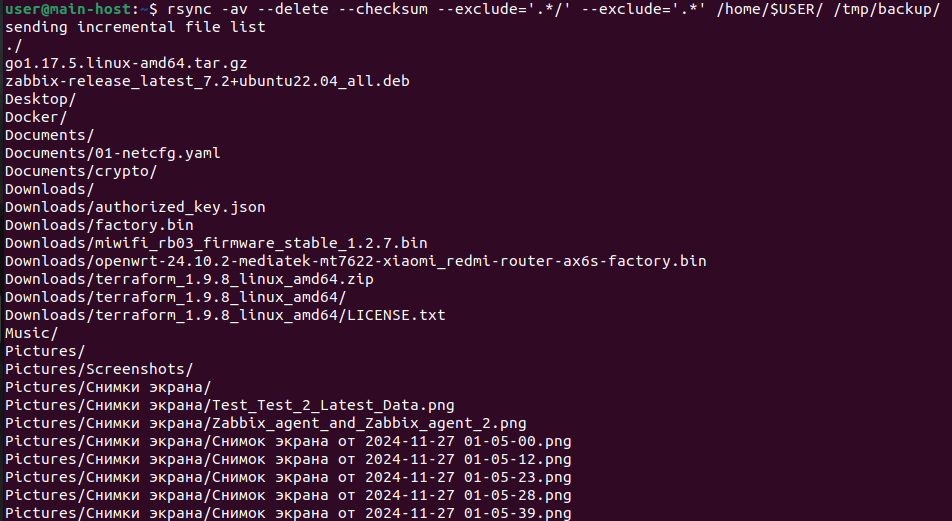 user@main-host:~$ rsync -av --delete --checksum --exclude='.*/' --exclude='.*' /home/$USER/ /tmp/backup/
sending incremental file list
./
go1.17.5.linux-amd64.tar.gz
zabbix-release_latest_7.2+ubuntu22.04_all.deb
Desktop/
Docker/
Documents/
Documents/01-netcfg.yaml
Documents/crypto/
Downloads/
Downloads/authorized_key.json
Downloads/factory.bin
Downloads/miwifi_rb03_firmware_stable_1.2.7.bin
Downloads/openwrt-24.10.2-mediatek-mt7622-xiaomi_redmi-router-ax6s-factory.bin
Downloads/terraform_1.9.8_linux_amd64.zip
Downloads/terraform_1.9.8_linux_amd64/
Downloads/terraform_1.9.8_linux_amd64/LICENSE.txt
Music/
Pictures/
Pictures/Screenshots/
Pictures/Снимки экрана/
Pictures/Снимки экрана/Test_Test_2_Latest_Data.png
Pictures/Снимки экрана/Zabbix_agent_and_Zabbix_agent_2.png
Pictures/Снимки экрана/Снимок экрана от 2024-11-27 01-05-00.png
Pictures/Снимки экрана/Снимок экрана от 2024-11-27 01-05-12.png
Pictures/Снимки экрана/Снимок экрана от 2024-11-27 01-05-23.png
Pictures/Снимки экрана/Снимок экрана от 2024-11-27 01-05-28.png
Pictures/Снимки экрана/Снимок экрана от 2024-11-27 01-05-39.png